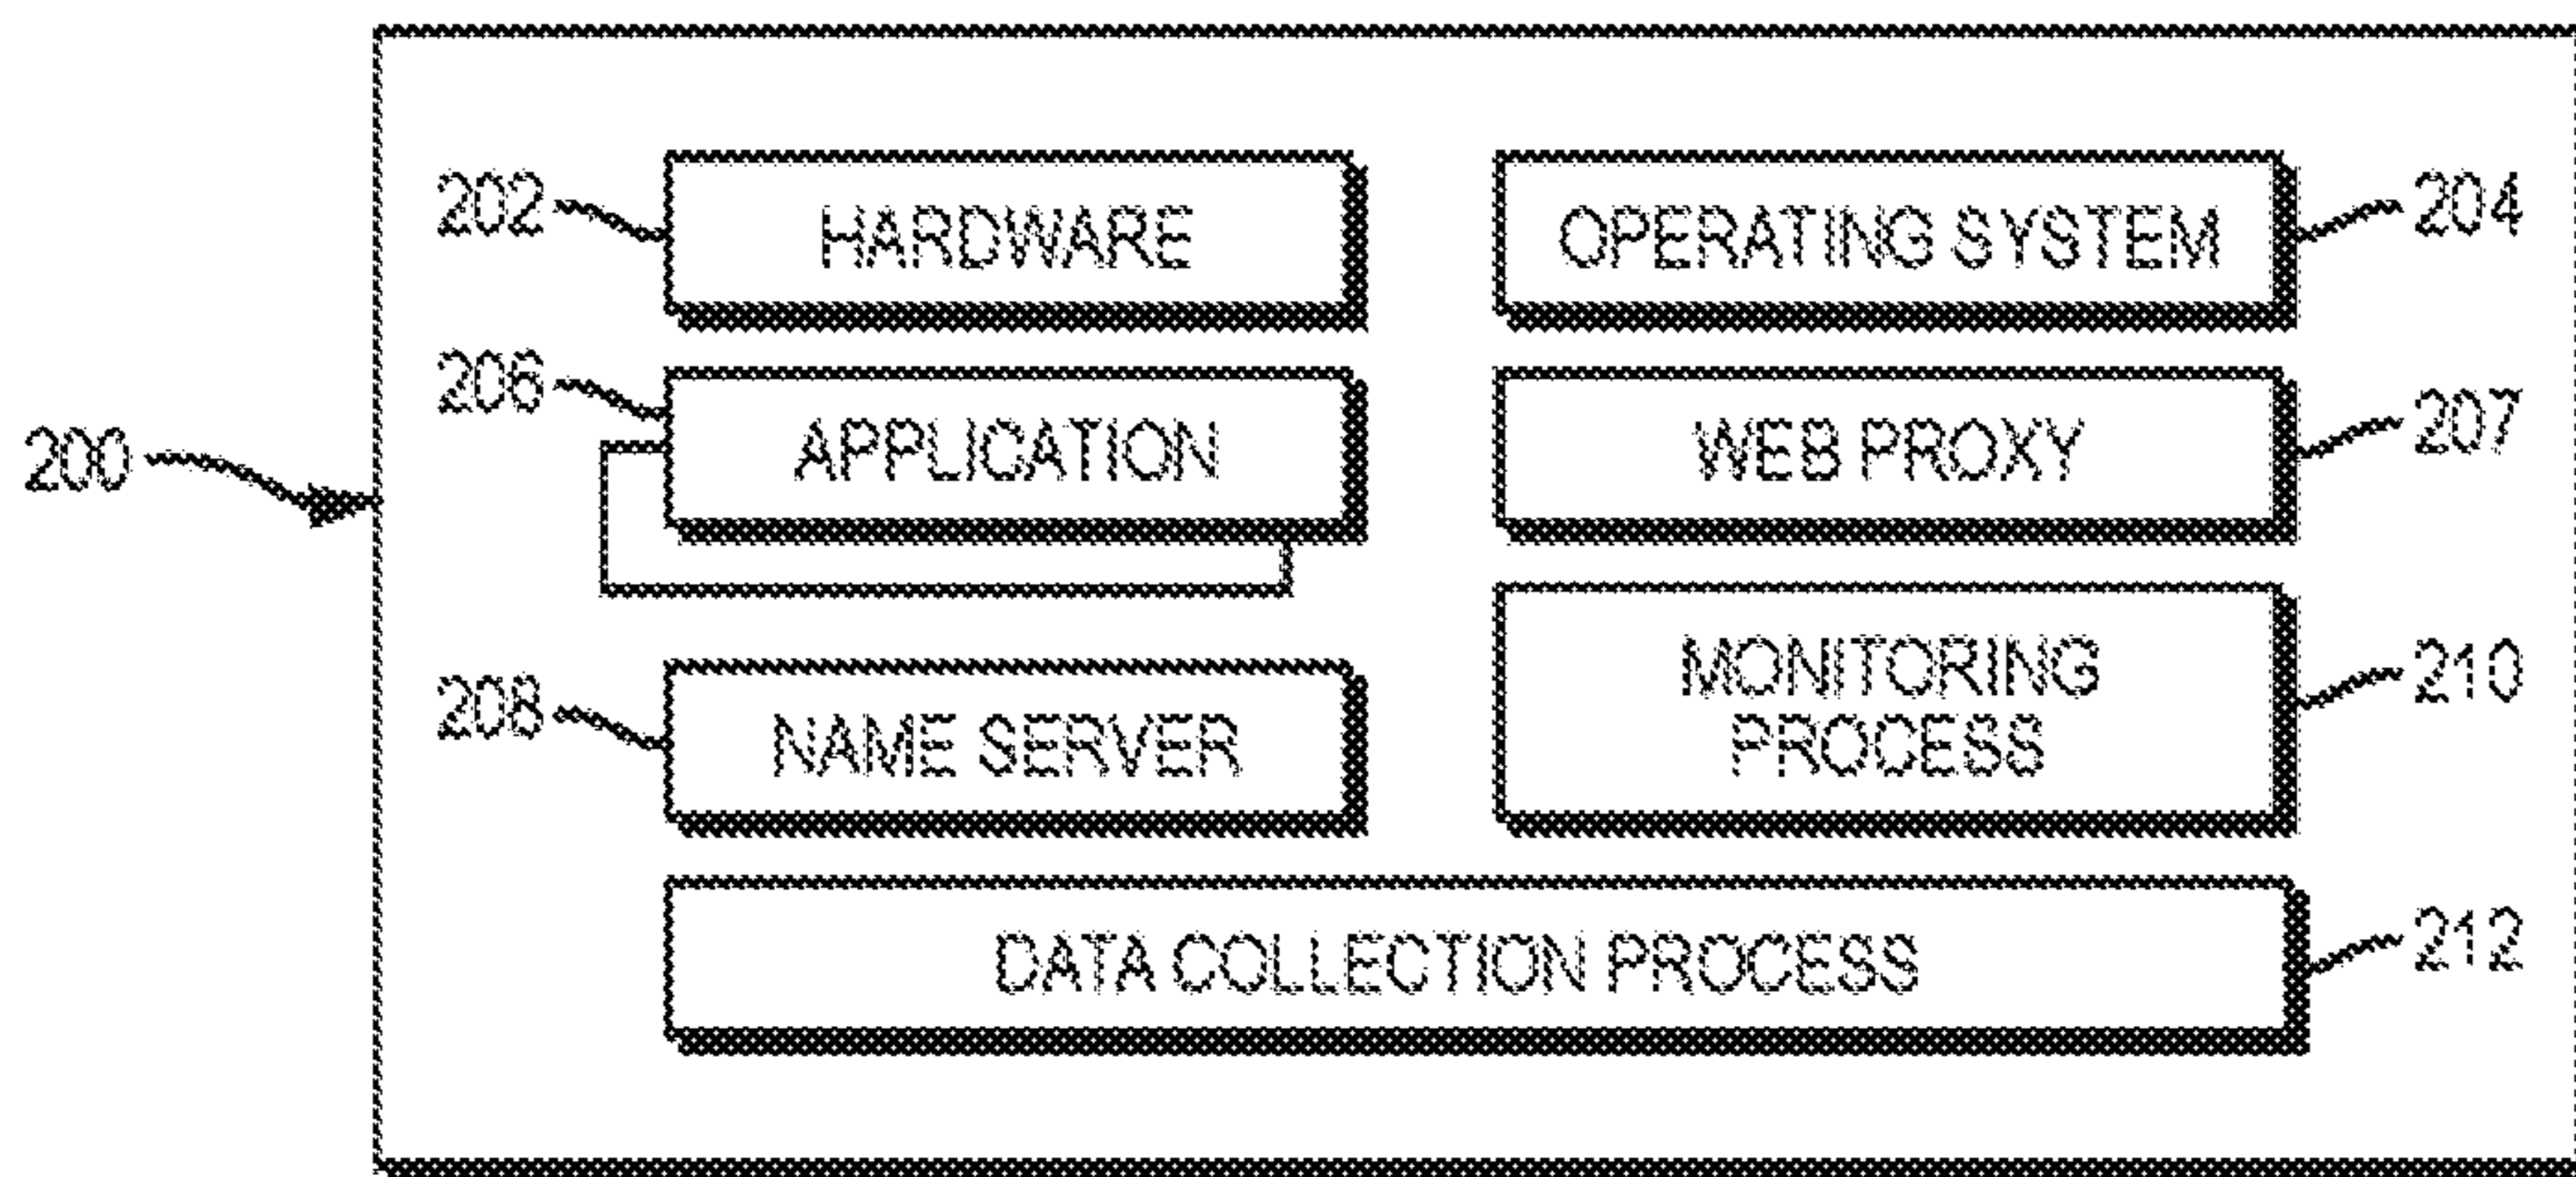 202
HARDWARE
OPERATING SYSTEM
204
206
APPLICATION
WEB PROXY
207
200
208
NAME SERVER
MONITORING
PROCESS
210
DATA COLLECTION PROCESS
212